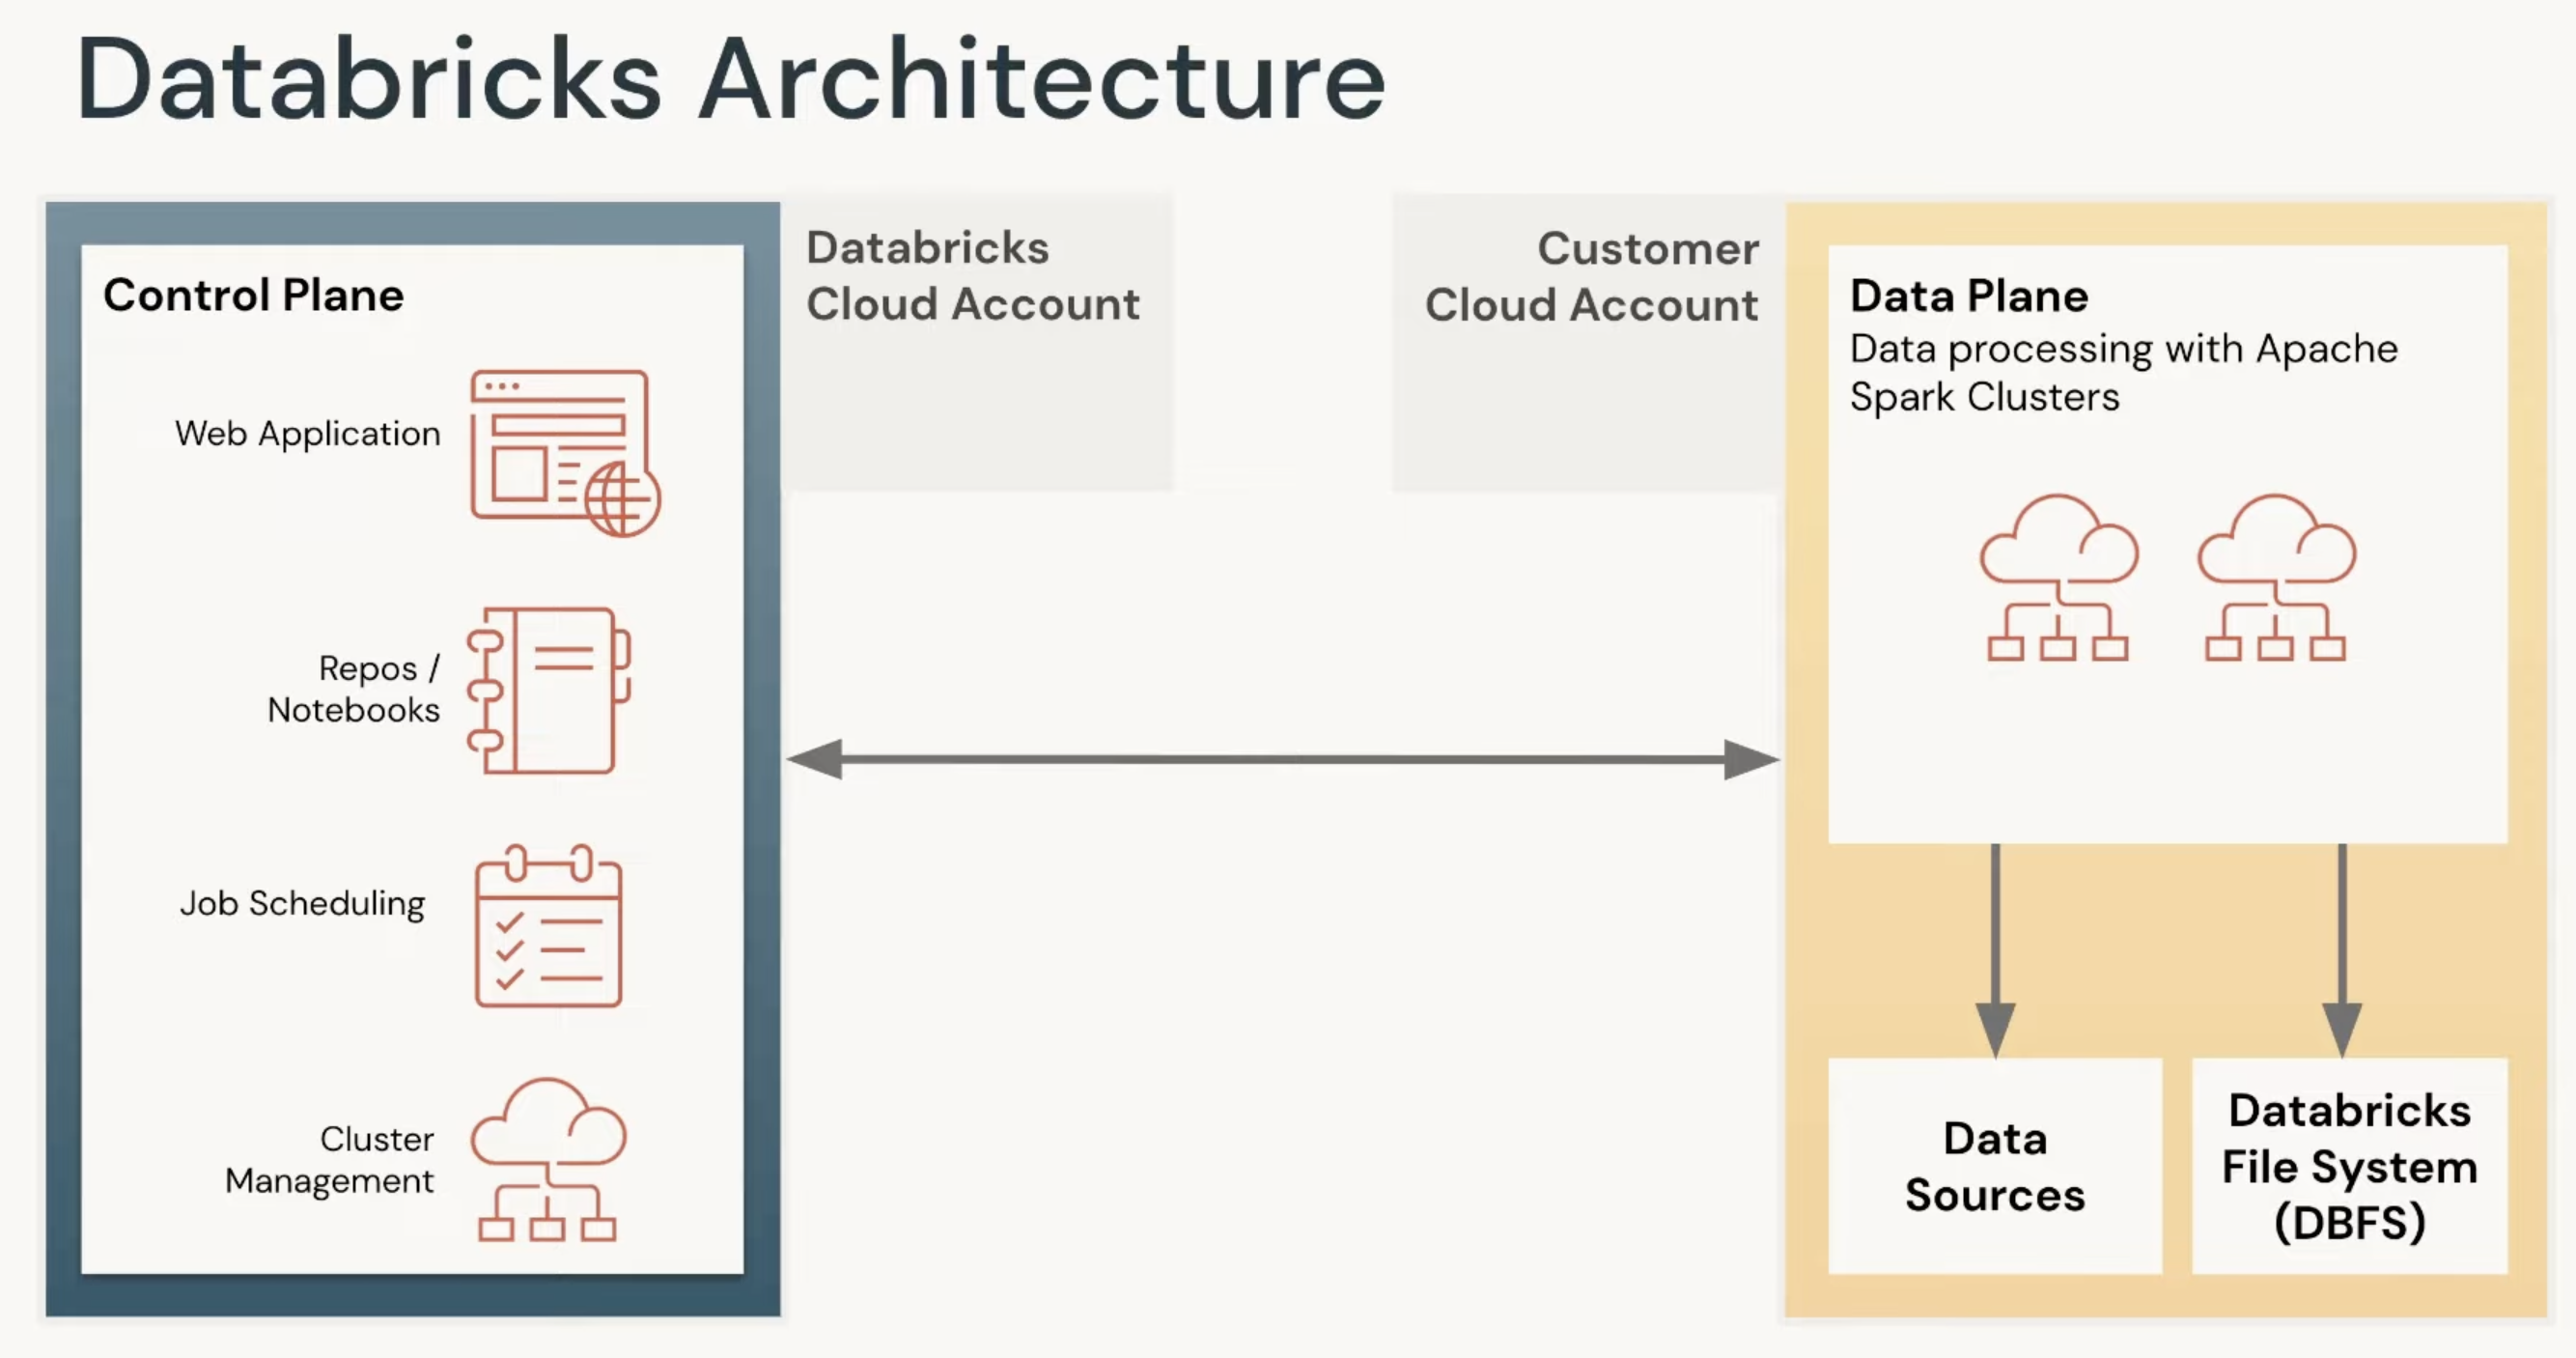 Databricks Architecture
Control Plane
Web Application
Repos /
Notebooks
Job Scheduling
Cluster
Management
Databricks
Cloud Account
Customer
Cloud Account
Data Plane
Data processing with Apache
Spark Clusters
Data
Sources
Databricks
File System
(DBFS)